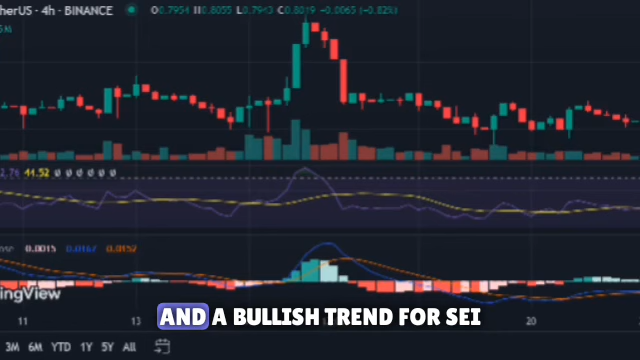 herUS · 4h · BINANCE O0.7954 H0.8055 L0.7943 C0.8019 −0.0065 (−0.82%)
44.52 ø ø ø ø ø ø
0.0015 0.0167 0.0152
ingView
AND A BULLISH TREND FOR SEI
11 13 20
3M 6M YTD 1Y 5Y All